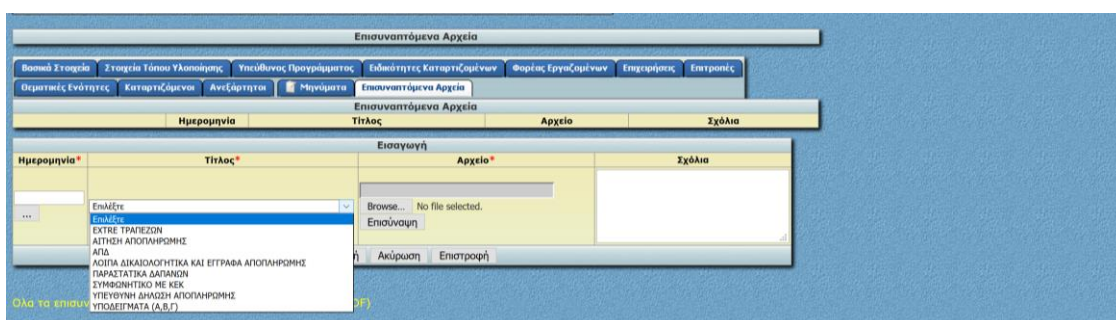 Επισυναπτόμενα Αρχεία
Βασικά Στοιχεία Στοιχεία Τόπου Υλοποίησης Υπεύθυνος Προγράμματος Ειδικότητες Καταρτιζομένων Φορέας Εργαζομένων Επιχειρήσεις Επιτροπές
Θεματικές Ενότητες Καταρτιζόμενοι Ανεξάρτητοι Μηνύματα Επισυναπτόμενα Αρχεία
Επισυναπτόμενα Αρχεία
Ημερομηνία Τίτλος Αρχείο Σχόλια
Εισαγωγή
Ημερομηνία* Τίτλος* Αρχείο* Σχόλια
Επιλέξτε Browse... No file selected.
... Επιλέξτε Επισύναψη
EXTRE ΤΡΑΠΕΖΩΝ
ΑΙΤΗΣΗ ΑΠΟΠΛΗΡΩΜΗΣ
ΑΠΔ
ΛΟΙΠΑ ΔΙΚΑΙΟΛΟΓΗΤΙΚΑ ΚΑΙ ΕΓΓΡΑΦΑ ΑΠΟΠΛΗΡΩΜΗΣ
ή Ακύρωση Επιστροφή
ΠΑΡΑΣΤΑΤΙΚΑ ΔΑΠΑΝΩΝ
ΣΥΜΦΩΝΗΤΙΚΟ ΜΕ ΚΕΚ
ΥΠΕΥΘΥΝΗ ΔΗΛΩΣΗ ΑΠΟΠΛΗΡΩΜΗΣ
ΥΠΟΔΕΙΓΜΑΤΑ (Α,Β,Γ)
Όλα τα επισυν DF)